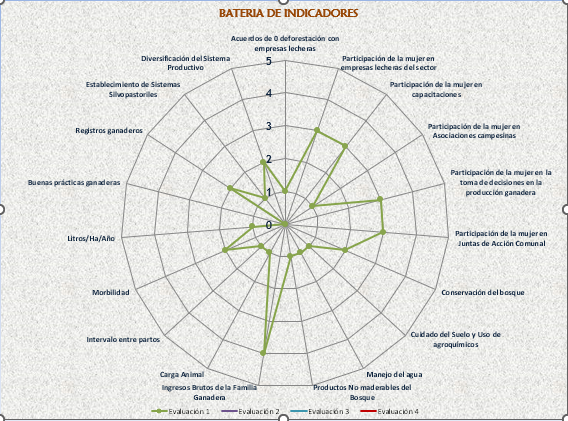 BATERIA DE INDICADORES
Acuerdos de 0 deforestación con
empresas lecheras
Participación de la mujer en
empresas lecheras del sector
Participación de la mujer en
capacitaciones
Participación de la mujer en
Asociaciones campesinas
Participación de la mujer en la
toma de decisiones en la
producción ganadera
Participación de la mujer en
Juntas de Acción Comunal
Conservación del bosque
Cuidado del Suelo y Uso de
agroquímicos
Manejo del agua
Productos No maderables del
Bosque
Ingresos Brutos de la Familia
Ganadera
Carga Animal
Intervalo entre partos
Morbilidad
Litros/Ha/Año
Buenas prácticas ganaderas
Registros ganaderos
Establecimiento de Sistemas
Silvopastoriles
Diversificación del Sistema
Productivo
5
4
3
2
1
0
Evaluación 1
Evaluación 2
Evaluación 3
Evaluación 4